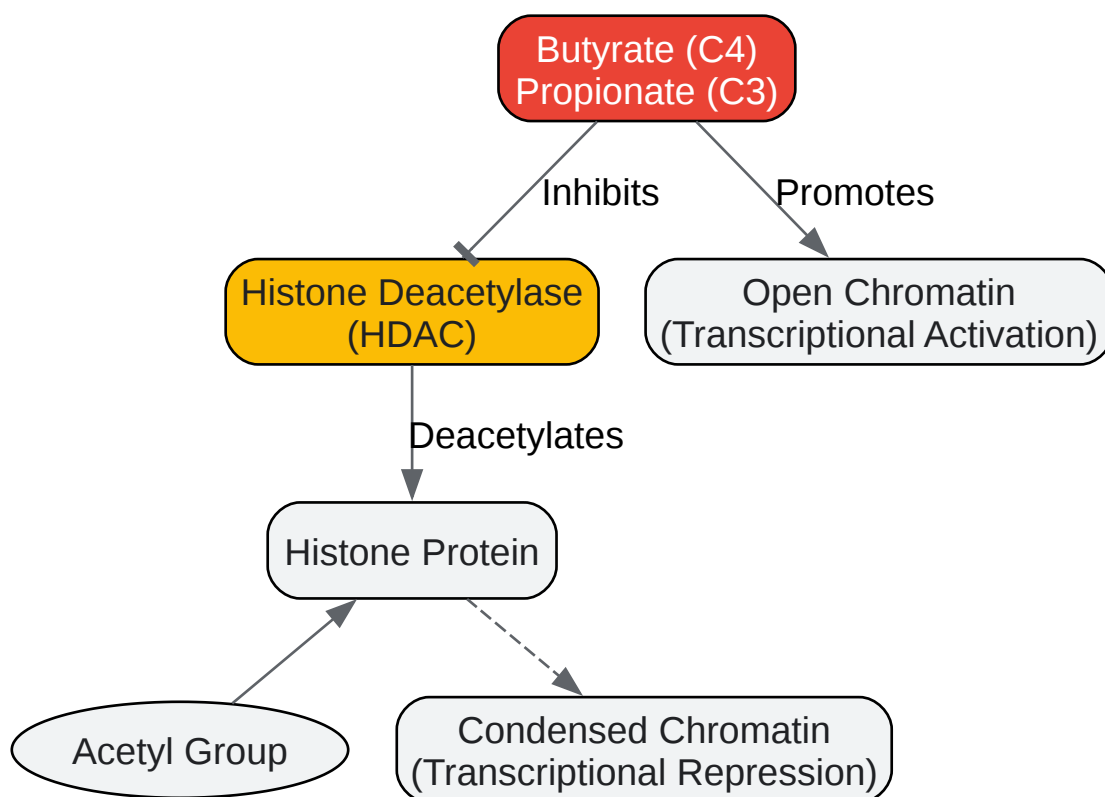 Butyrate (C4)
Propionate (C3)
Inhibits
Promotes
Histone Deacetylase
(HDAC)
Open Chromatin
(Transcriptional Activation)
Deacetylates
Histone Protein
Acetyl Group
Condensed Chromatin
(Transcriptional Repression)